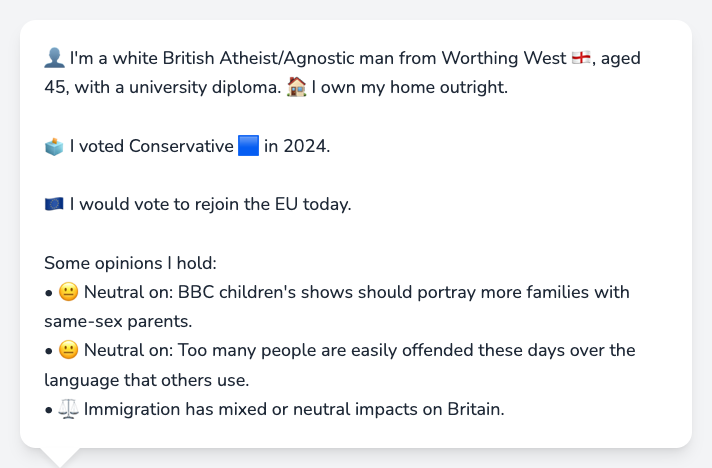 👤 I'm a white British Atheist/Agnostic man from Worthing West 🏴󠁧󠁢󠁥󠁮󠁧󠁿, aged
45, with a university diploma. 🏠 I own my home outright.
🗳️ I voted Conservative 🟦 in 2024.
🇪🇺 I would vote to rejoin the EU today.
Some opinions I hold:
• 😐 Neutral on: BBC children's shows should portray more families with
same-sex parents.
• 😐 Neutral on: Too many people are easily offended these days over the
language that others use.
• ⚖️ Immigration has mixed or neutral impacts on Britain.